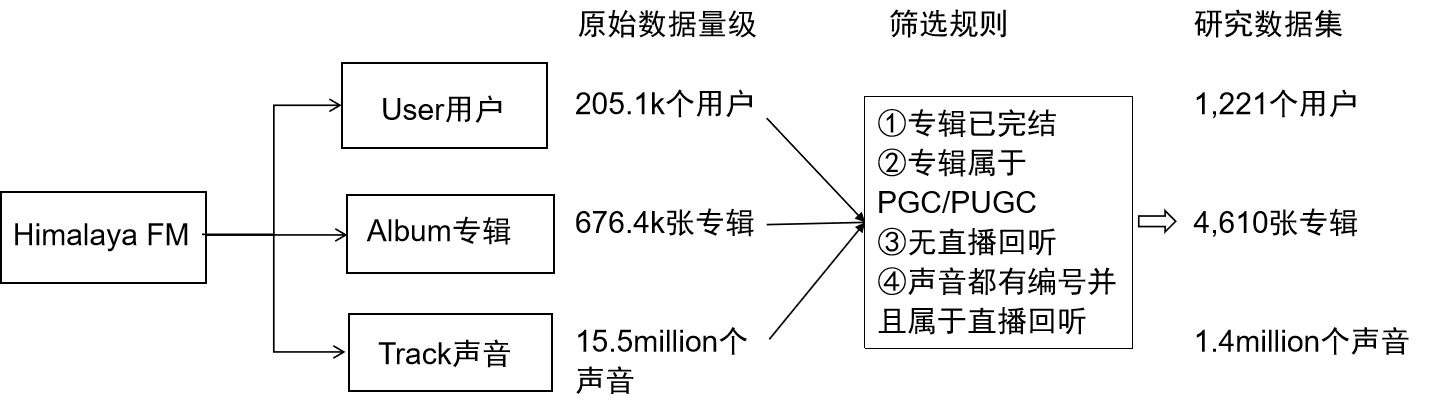 原始数据量级
筛选规则
研究数据集
Himalaya FM
User用户
205.1k个用户
Album专辑
676.4k张专辑
Track声音
15.5million个
声音
①专辑已完结
②专辑属于
PGC/PUGC
③无直播回听
④声音都有编号并
且属于直播回听
1,221个用户
4,610张专辑
1.4million个声音